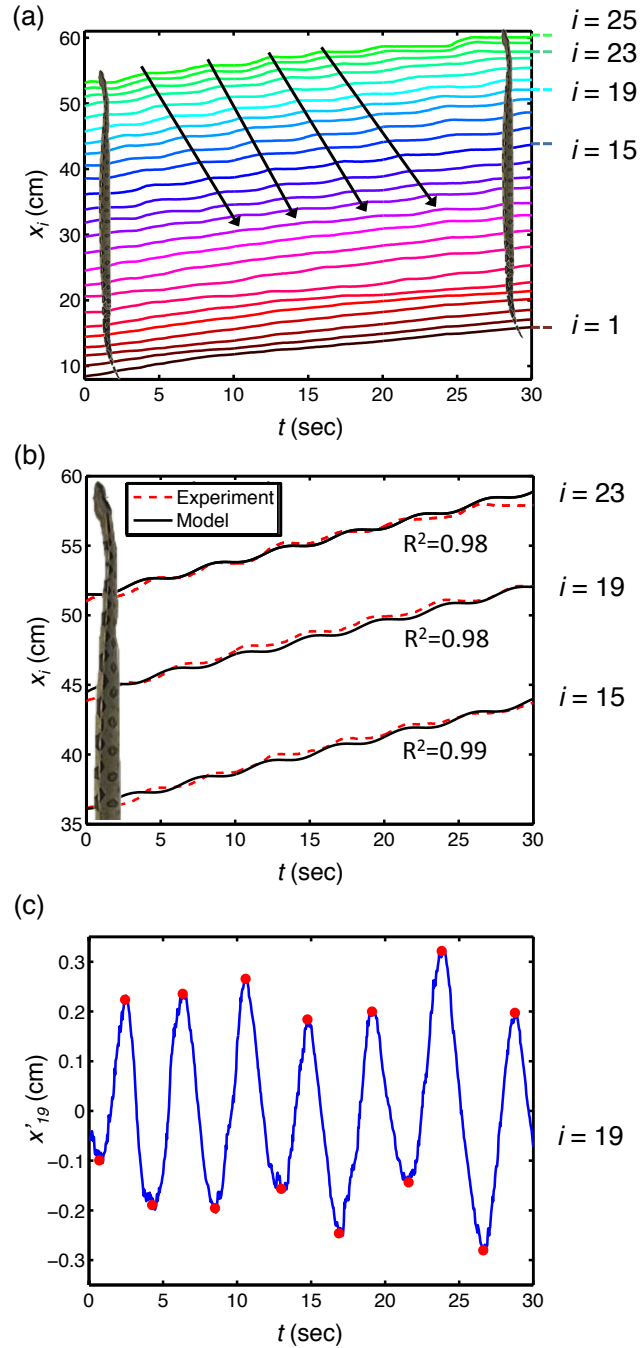 (a)
60
50
40
30
20
10
x_i (cm)
0 5 10 15 20 25 30
t (sec)
i = 25
i = 23
i = 19
i = 15
i = 1
(b)
60
55
50
45
40
35
x_i (cm)
Experiment
Model
R²=0.98
R²=0.98
R²=0.99
0 5 10 15 20 25 30
t (sec)
i = 23
i = 19
i = 15
(c)
0.3
0.2
0.1
0
−0.1
−0.2
−0.3
x'_19 (cm)
0 5 10 15 20 25 30
t (sec)
i = 19